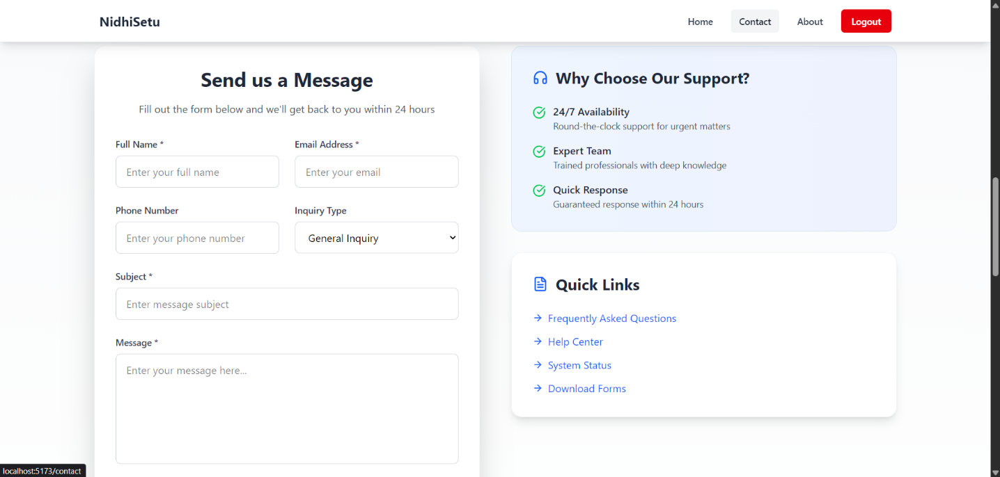 NidhiSetu
Home
Contact
About
Logout
Send us a Message
Fill out the form below and we'll get back to you within 24 hours
Full Name *
Email Address *
Enter your full name
Enter your email
Phone Number
Inquiry Type
Enter your phone number
General Inquiry
Subject *
Enter message subject
Message *
Enter your message here...
Why Choose Our Support?
24/7 Availability
Round-the-clock support for urgent matters
Expert Team
Trained professionals with deep knowledge
Quick Response
Guaranteed response within 24 hours
Quick Links
Frequently Asked Questions
Help Center
System Status
Download Forms
localhost:5173/contact